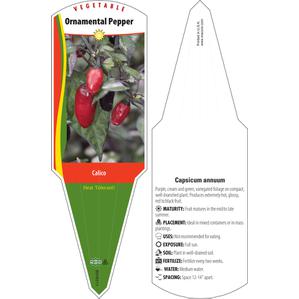 VEGETABLE
Ornamental Pepper
Calico
Heat Tolerant!
Printed in U.S.A.
Capsicum annuum
Purple, cream and green, variegated foliage on compact,
well-branched plant. Produces extremely hot, glossy,
red to black fruit.
MATURITY: Fruit matures in the mid to late
summer.
PLACEMENT: Ideal in mixed containers or in mass
plantings.
USES: Not recommended for eating.
EXPOSURE: Full sun.
SOIL: Plant in well-drained soil.
FERTILIZE: Fertilize every two weeks.
WATER: Medium water.
SPACING: Space 12-14" apart.